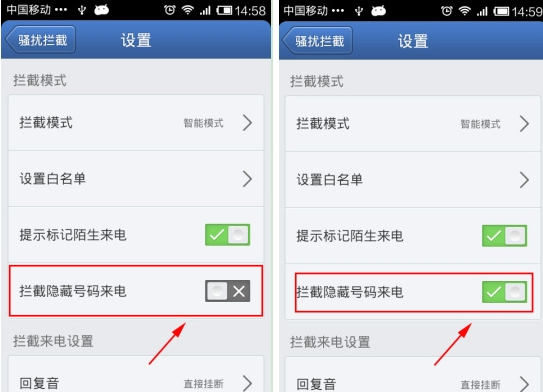 中国移动 ••• 14:58
骚扰拦截 设置
拦截模式
拦截模式 智能模式
设置白名单
提示标记陌生来电
拦截隐藏号码来电
拦截来电设置
回复音 直接挂断
中国移动 ••• 14:59
骚扰拦截 设置
拦截模式
拦截模式 智能模式
设置白名单
提示标记陌生来电
拦截隐藏号码来电
拦截来电设置
回复音 直接挂断